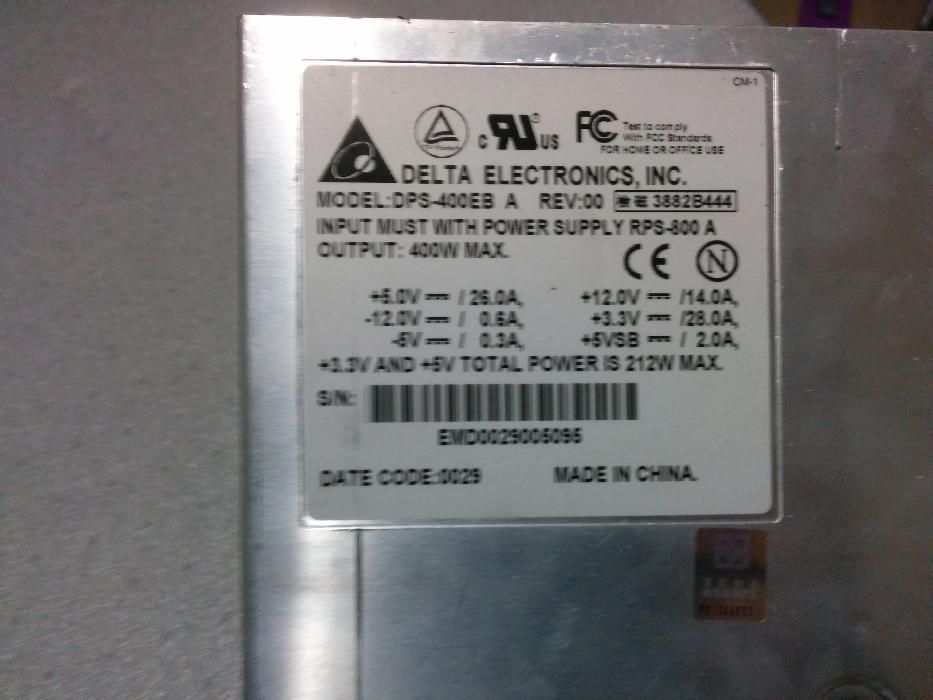 CM-1
C UR US FC Test to comply
With FCC Standards
FOR HOME OR OFFICE USE
DELTA ELECTRONICS, INC.
MODEL:DPS-400EB A REV:00 3882B444
INPUT MUST WITH POWER SUPPLY RPS-800 A
OUTPUT: 400W MAX.
CE N
+5.0V ⎓ / 26.0A, +12.0V ⎓ /14.0A,
-12.0V ⎓ / 0.6A, +3.3V ⎓ /28.0A,
-5V ⎓ / 0.3A, +5VSB ⎓ / 2.0A,
+3.3V AND +5V TOTAL POWER IS 212W MAX.
S/N:
EMD0029005095
DATE CODE:0029 MADE IN CHINA.